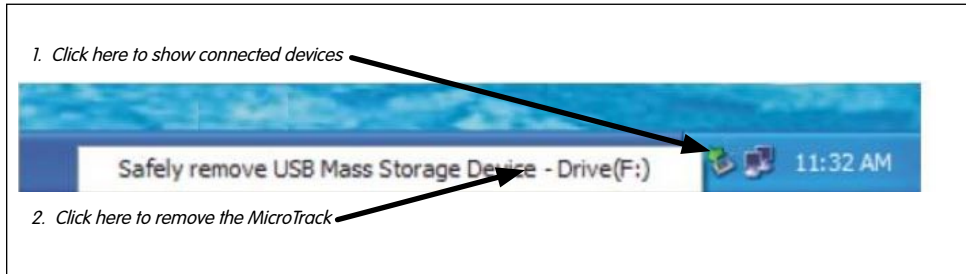 1. Click here to show connected devices
Safely remove USB Mass Storage Device - Drive(F:)
11:32 AM
2. Click here to remove the MicroTrack